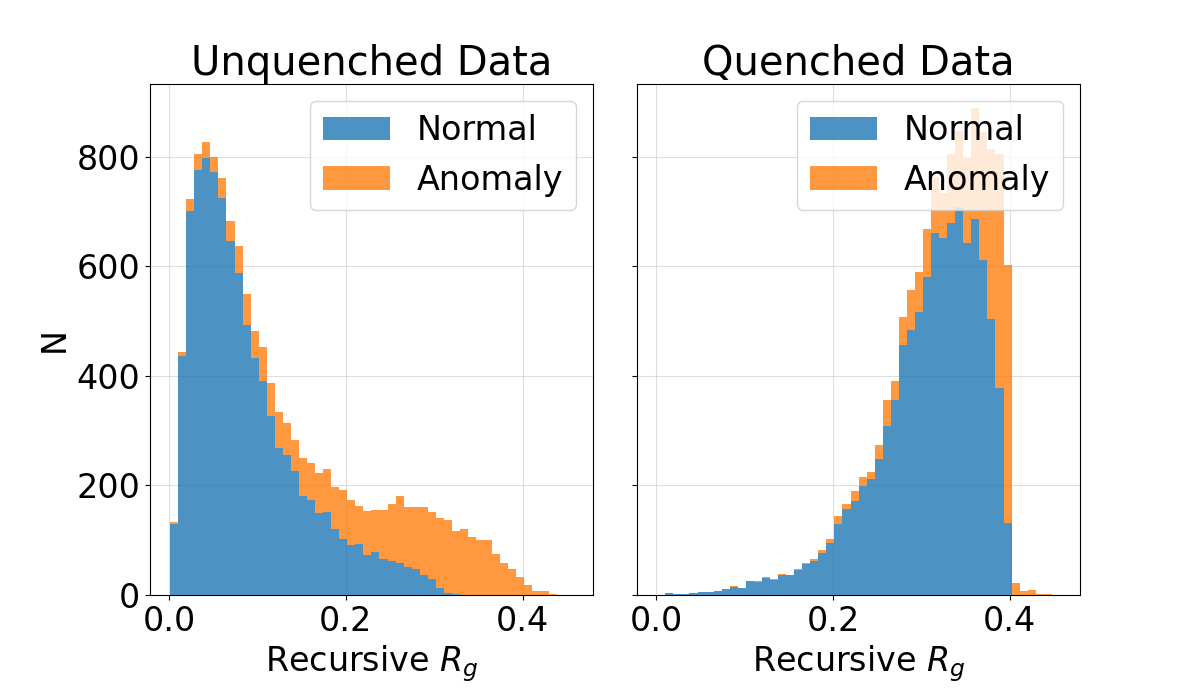 Unquenched Data
Normal
Anomaly
N
800
600
400
200
0
0.0 0.2 0.4
Recursive $R_g$
Quenched Data
Normal
Anomaly
0.0 0.2 0.4
Recursive $R_g$